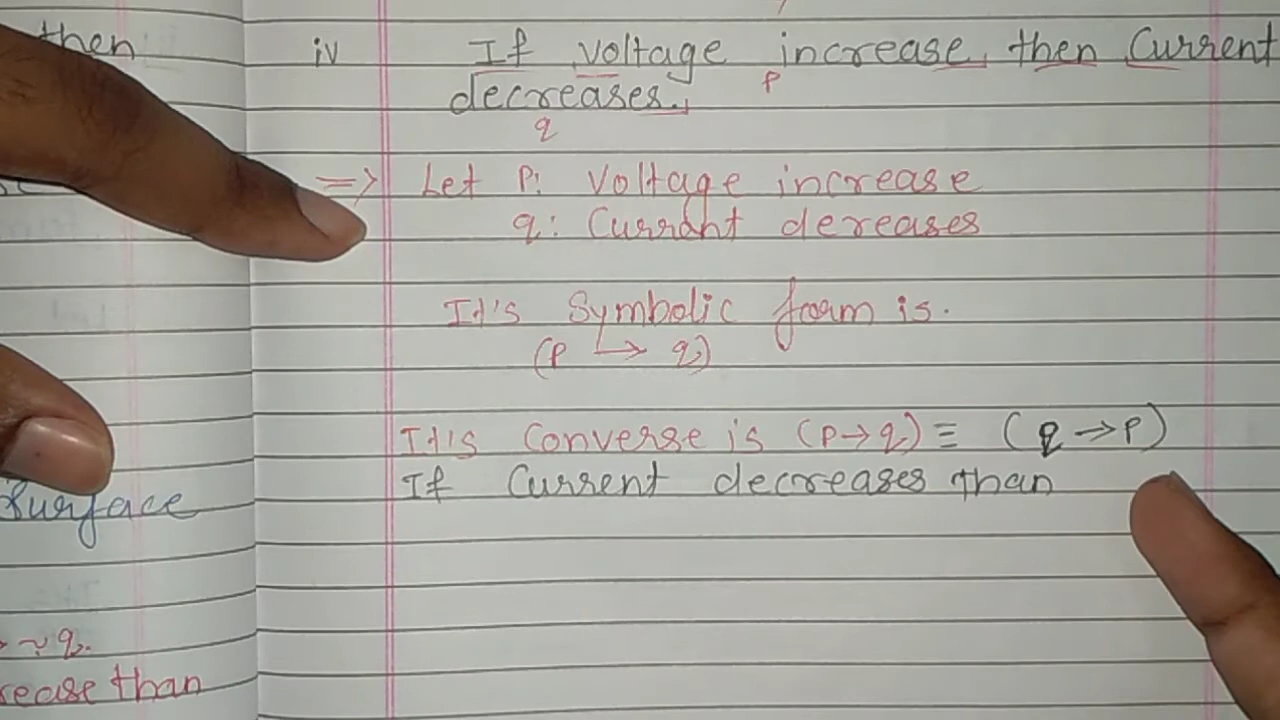 then
iv If voltage increase, then Current
decreases.
p
q
=> Let P: Voltage increase
q: Currant dereases
It's Symbolic form is.
(P → q)
It's Converse is (P→q) ≡ (q→P)
If Current decreases than
Surface
~q.
rease than